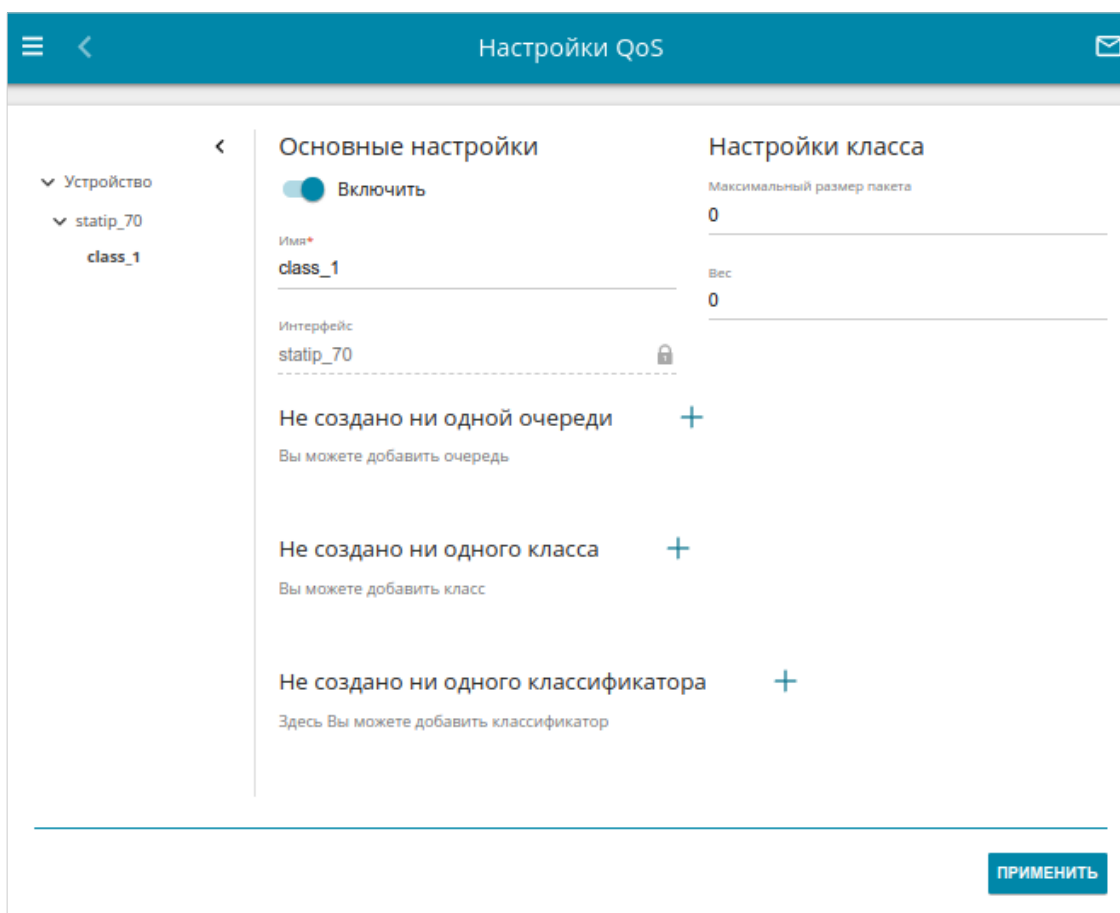 Настройки QoS
Устройство
statip_70
class_1
Основные настройки
Включить
Имя*
class_1
Интерфейс
statip_70
Настройки класса
Максимальный размер пакета
0
Вес
0
Не создано ни одной очереди
Вы можете добавить очередь
Не создано ни одного класса
Вы можете добавить класс
Не создано ни одного классификатора
Здесь Вы можете добавить классификатор
ПРИМЕНИТЬ